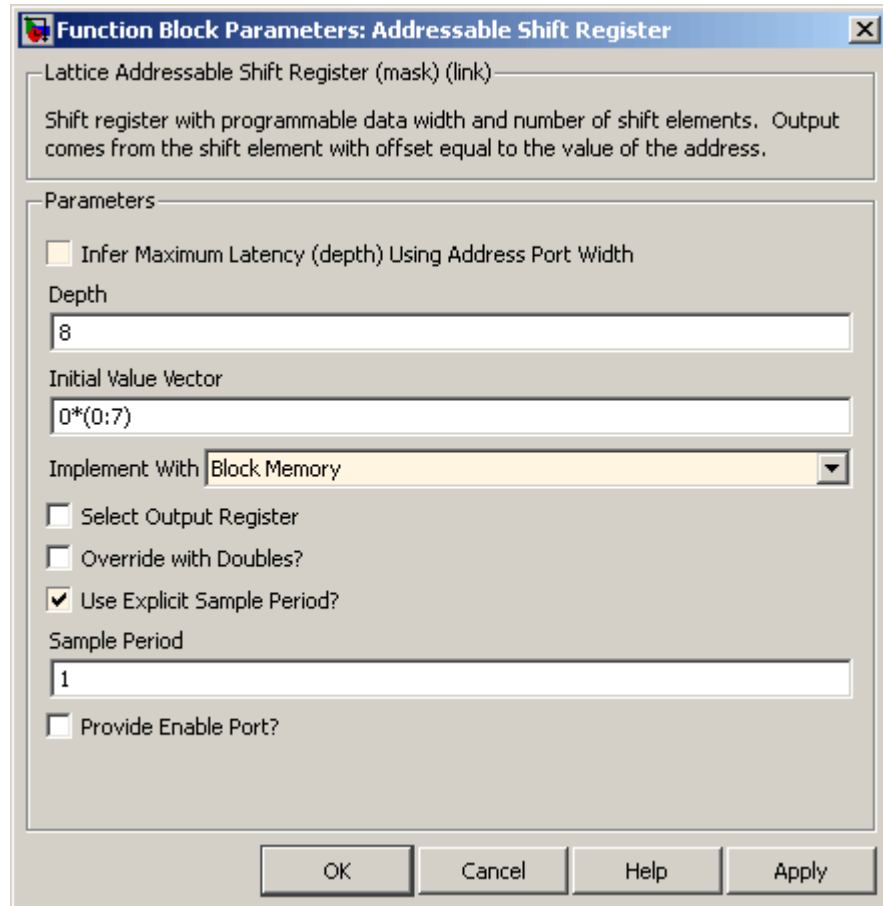 Function Block Parameters: Addressable Shift Register
Lattice Addressable Shift Register (mask) (link)
Shift register with programmable data width and number of shift elements. Output
comes from the shift element with offset equal to the value of the address.
Parameters
Infer Maximum Latency (depth) Using Address Port Width
Depth
8
Initial Value Vector
0*(0:7)
Implement With Block Memory
Select Output Register
Override with Doubles?
Use Explicit Sample Period?
Sample Period
1
Provide Enable Port?
OK Cancel Help Apply